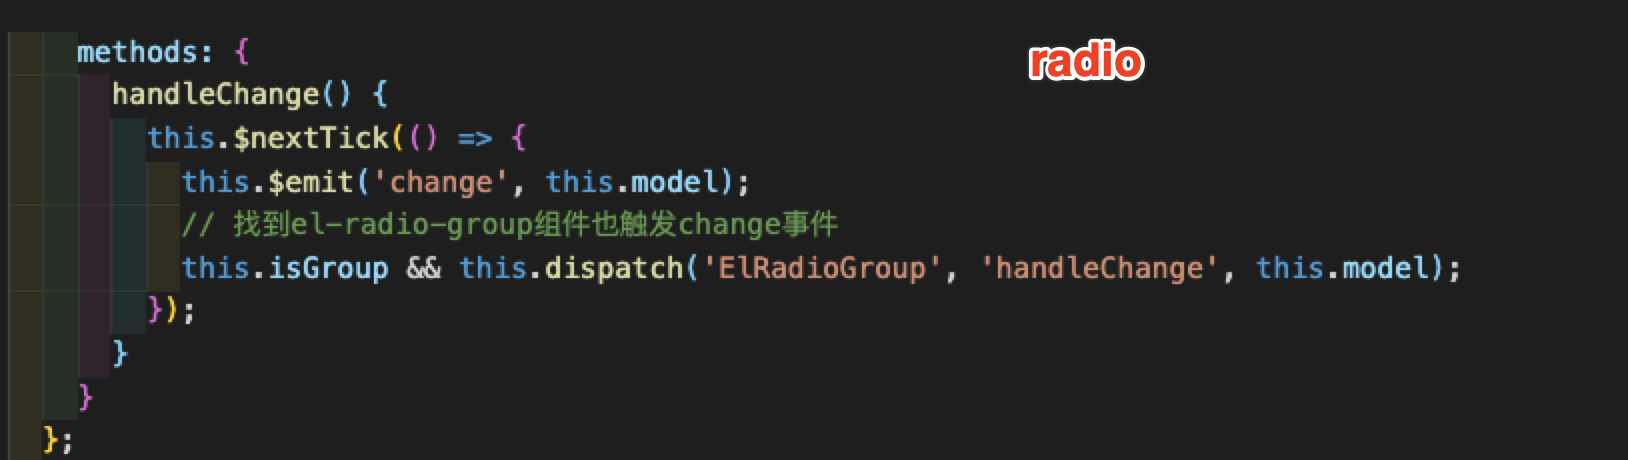 methods: {
radio
handleChange() {
this.$nextTick(() => {
this.$emit('change', this.model);
// 找到el-radio-group组件也触发change事件
this.isGroup && this.dispatch('ElRadioGroup', 'handleChange', this.model);
});
}
}
};